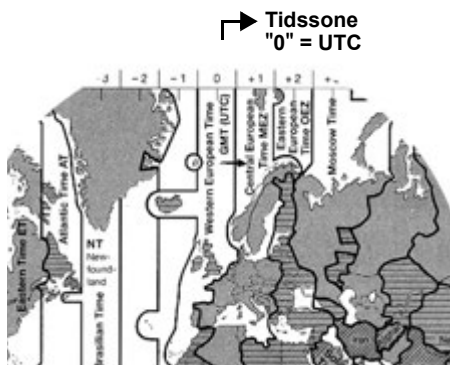 Tidssone
"0" = UTC
-3 -2 -1 0 +1 +2
Eastern Time ET
Atlantic Time AT
NT
New-
found-
land
Brasilian Time
Western European Time
GMT (UTC)
Central European
Time MEZ
Eastern
European
Time OEZ
Moscow Time
Iran